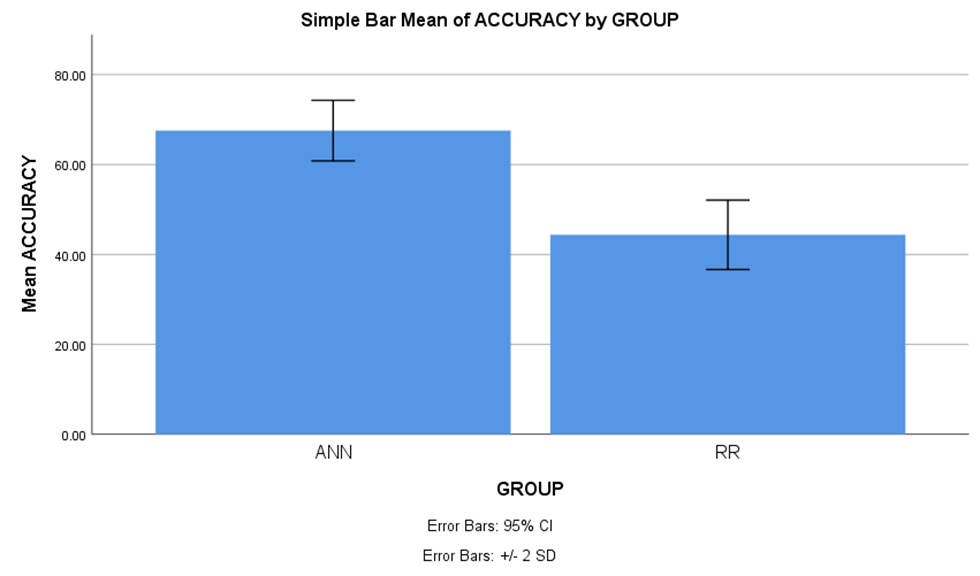 Simple Bar Mean of ACCURACY by GROUP
80.00
60.00
40.00
20.00
0.00
Mean ACCURACY
ANN
RR
GROUP
Error Bars: 95% CI
Error Bars: +/- 2 SD